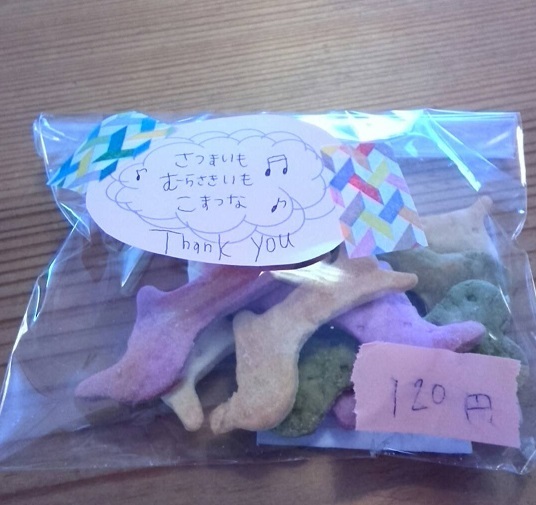 さつまいも
むらさきいも
こまつな
Thank you
120円